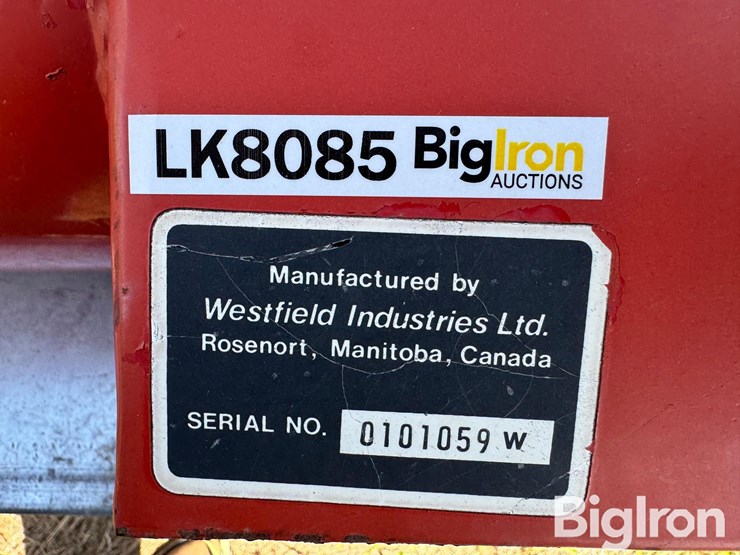 LK8085 BigIron
AUCTIONS
Manufactured by
Westfield Industries Ltd.
Rosenort, Manitoba, Canada
SERIAL NO. 0101059 W
BigIron